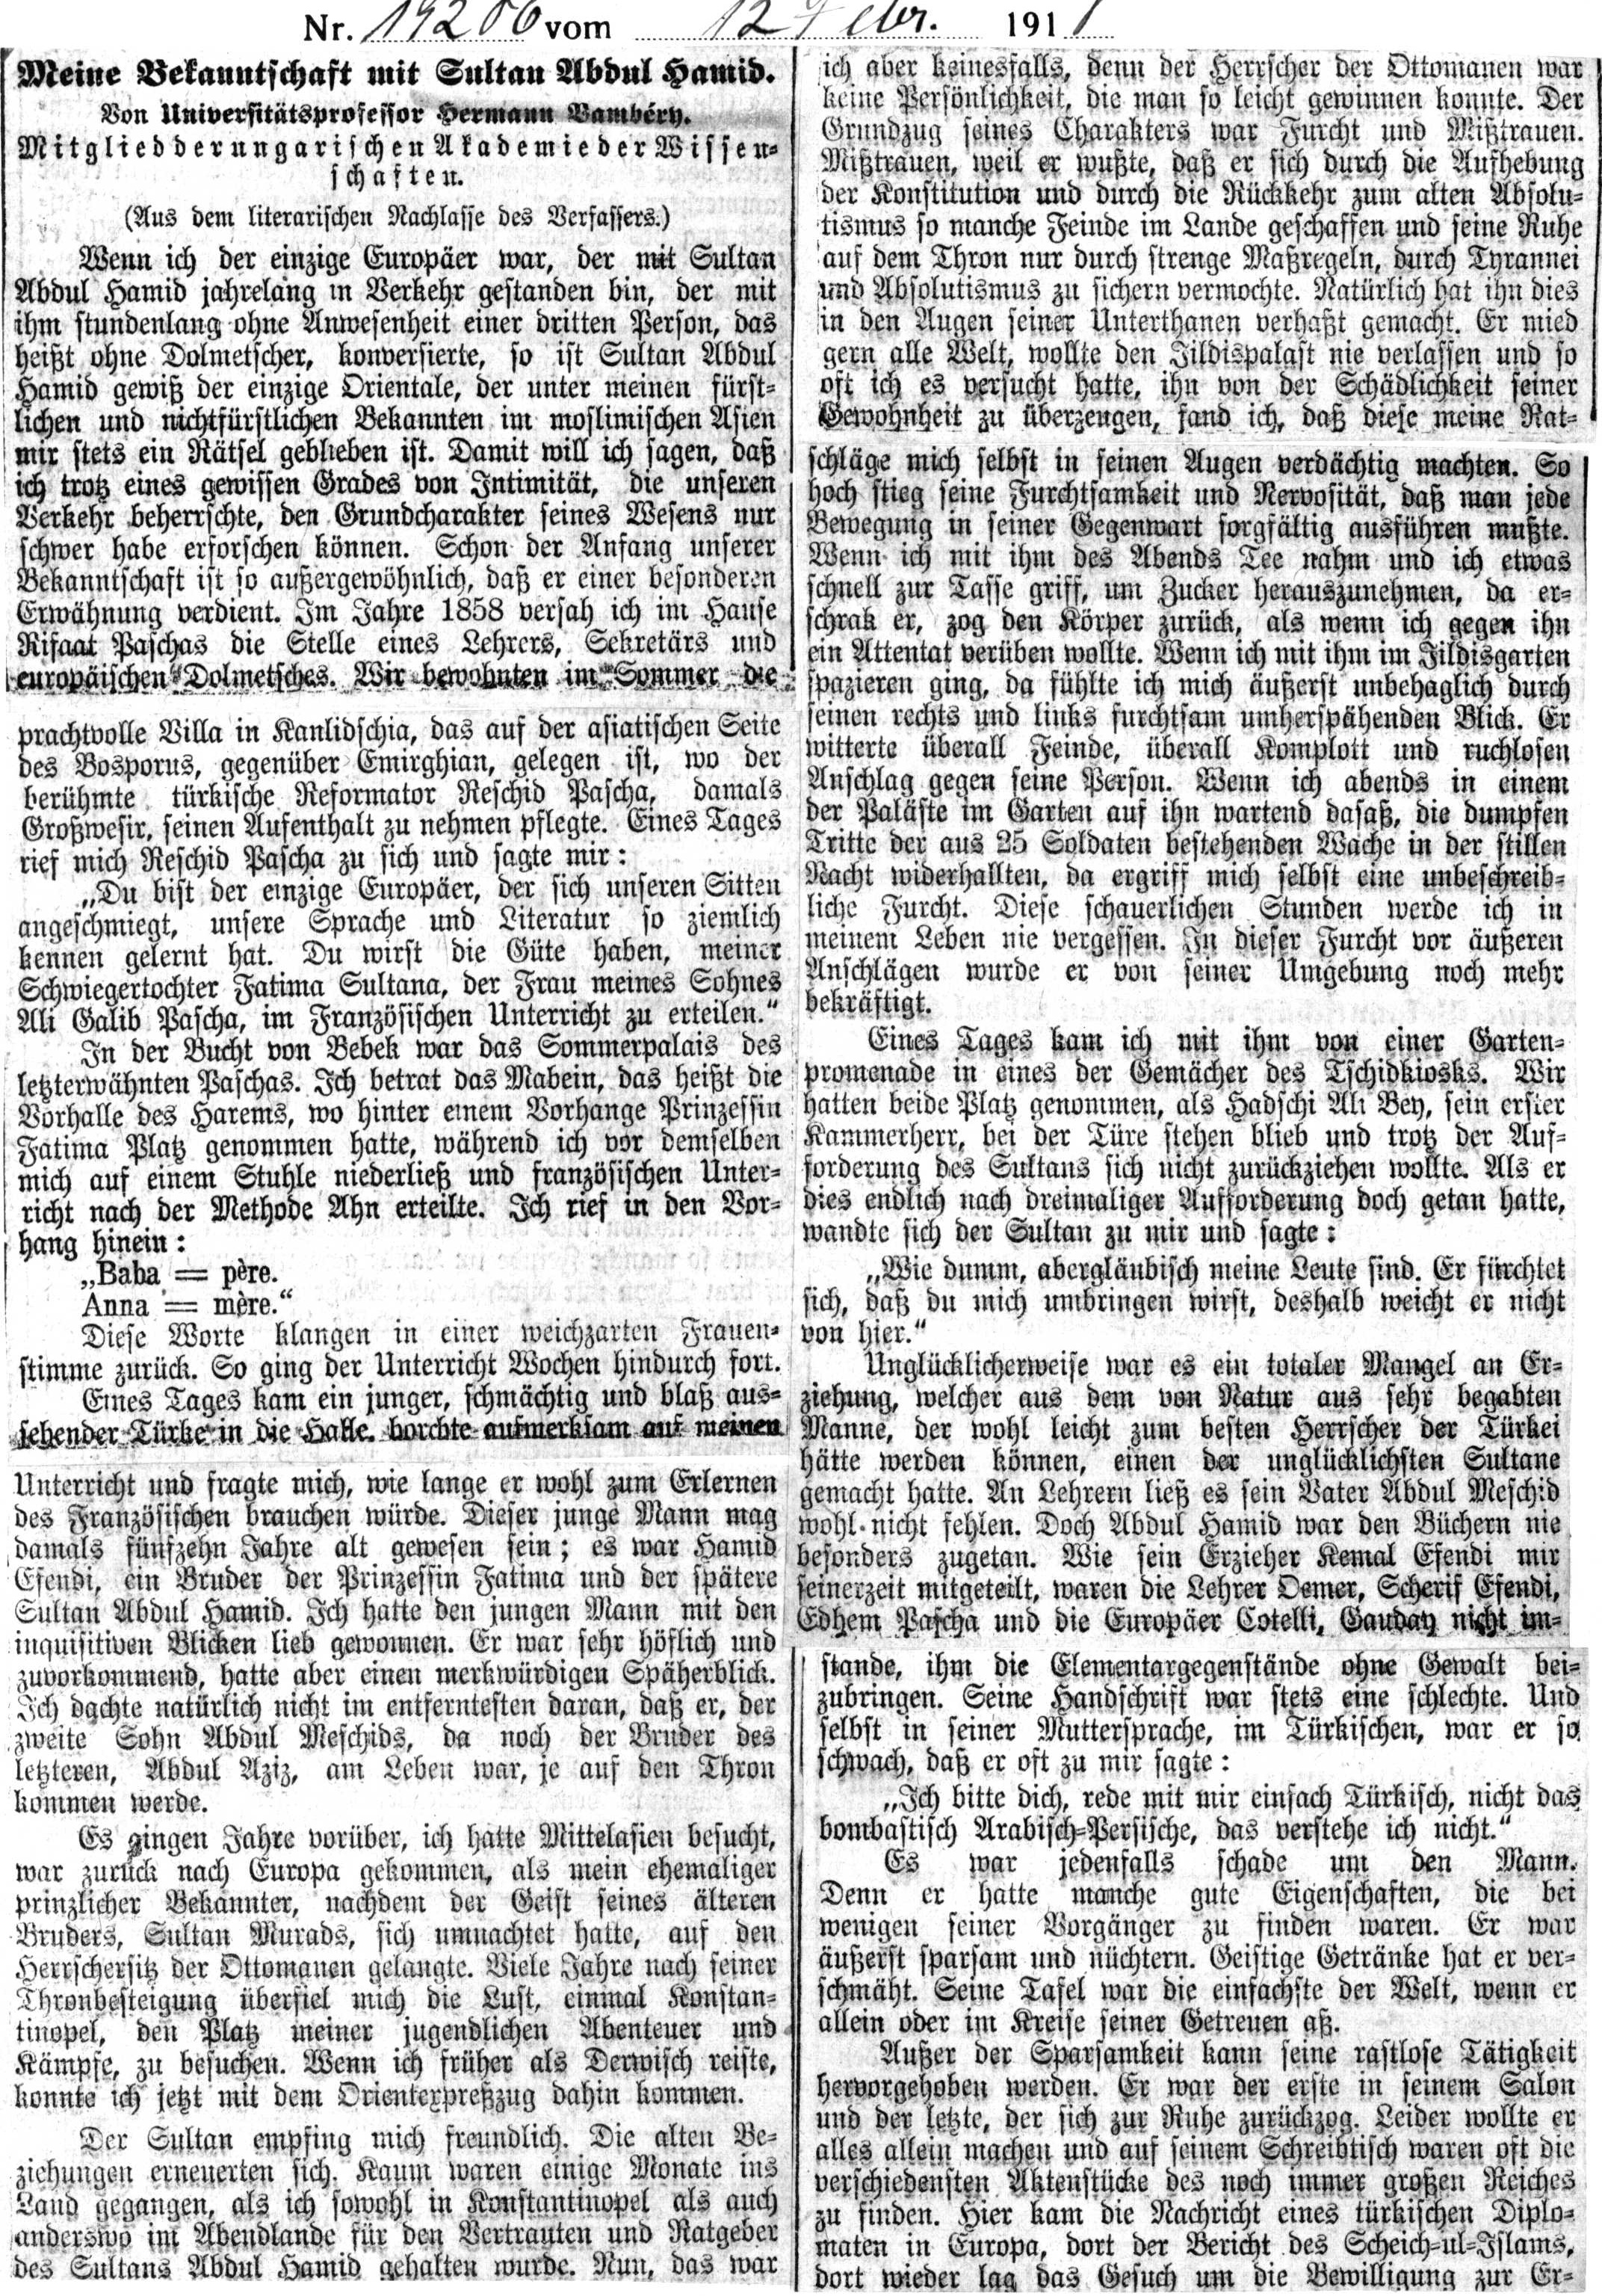 Nr. 19206 vom 12 Febr. 1911
Meine Bekanntschaft mit Sultan Abdul Hamid.
Von Universitätsprofessor Hermann Vambéry.
Mitglied der ungarischen Akademie der Wissen-
schaften.
(Aus dem literarischen Nachlasse des Verfassers.)
Wenn ich der einzige Europäer war, der mit Sultan
Abdul Hamid jahrelang in Verkehr gestanden bin, der mit
ihm stundenlang ohne Anwesenheit einer dritten Person, das
heißt ohne Dolmetscher, konversierte, so ist Sultan Abdul
Hamid gewiß der einzige Orientale, der unter meinen fürst-
lichen und nichtfürstlichen Bekannten im moslimischen Asien
mir stets ein Rätsel geblieben ist. Damit will ich sagen, daß
ich trotz eines gewissen Grades von Intimität, die unseren
Verkehr beherrschte, den Grundcharakter seines Wesens nur
schwer habe erforschen können. Schon der Anfang unserer
Bekanntschaft ist so außergewöhnlich, daß er einer besonderen
Erwähnung verdient. Im Jahre 1858 versah ich im Hause
Rifaat Paschas die Stelle eines Lehrers, Sekretärs und
europäischen Dolmetsches. Wir bewohnten im Sommer die
prachtvolle Villa in Kanlidschia, das auf der asiatischen Seite
des Bosporus, gegenüber Emirghian, gelegen ist, wo der
berühmte türkische Reformator Reschid Pascha, damals
Großwesir, seinen Aufenthalt zu nehmen pflegte. Eines Tages
rief mich Reschid Pascha zu sich und sagte mir:
„Du bist der einzige Europäer, der sich unseren Sitten
angeschmiegt, unsere Sprache und Literatur so ziemlich
kennen gelernt hat. Du wirst die Güte haben, meiner
Schwiegertochter Fatima Sultana, der Frau meines Sohnes
Ali Galib Pascha, im Französischen Unterricht zu erteilen.“
In der Bucht von Bebek war das Sommerpalais des
letzterwähnten Paschas. Ich betrat das Mabein, das heißt die
Vorhalle des Harems, wo hinter einem Vorhange Prinzessin
Fatima Platz genommen hatte, während ich vor demselben
mich auf einem Stuhle niederließ und französischen Unter-
richt nach der Methode Ahn erteilte. Ich rief in den Vor-
hang hinein:
„Baba = père.
Anna = mère.“
Diese Worte klangen in einer weichzarten Frauen-
stimme zurück. So ging der Unterricht Wochen hindurch fort.
Eines Tages kam ein junger, schmächtig und blaß aus-
sehender Türke in die Halle, horchte aufmerksam auf meinen
Unterricht und fragte mich, wie lange er wohl zum Erlernen
des Französischen brauchen würde. Dieser junge Mann mag
damals fünfzehn Jahre alt gewesen sein; es war Hamid
Efendi, ein Bruder der Prinzessin Fatima und der spätere
Sultan Abdul Hamid. Ich hatte den jungen Mann mit den
inquisitiven Blicken lieb gewonnen. Er war sehr höflich und
zuvorkommend, hatte aber einen merkwürdigen Späherblick.
Ich dachte natürlich nicht im entferntesten daran, daß er, der
zweite Sohn Abdul Meschids, da noch der Bruder des
letzteren, Abdul Aziz, am Leben war, je auf den Thron
kommen werde.
Es gingen Jahre vorüber, ich hatte Mittelasien besucht,
war zurück nach Europa gekommen, als mein ehemaliger
prinzlicher Bekannter, nachdem der Geist seines älteren
Bruders, Sultan Murads, sich umnachtet hatte, auf den
Herrschersitz der Ottomanen gelangte. Viele Jahre nach seiner
Thronbesteigung überfiel mich die Lust, einmal Konstan-
tinopel, den Platz meiner jugendlichen Abenteuer und
Kämpfe, zu besuchen. Wenn ich früher als Derwisch reiste,
konnte ich jetzt mit dem Orientexpreßzug dahin kommen.
Der Sultan empfing mich freundlich. Die alten Be-
ziehungen erneuerten sich. Kaum waren einige Monate ins
Land gegangen, als ich sowohl in Konstantinopel als auch
anderswo im Abendlande für den Vertrauten und Ratgeber
des Sultans Abdul Hamid gehalten wurde. Nun, das war
ich aber keinesfalls, denn der Herrscher der Ottomanen war
keine Persönlichkeit, die man so leicht gewinnen konnte. Der
Grundzug seines Charakters war Furcht und Mißtrauen.
Mißtrauen, weil er wußte, daß er sich durch die Aufhebung
der Konstitution und durch die Rückkehr zum alten Absolu-
tismus so manche Feinde im Lande geschaffen und seine Ruhe
auf dem Thron nur durch strenge Maßregeln, durch Tyrannei
und Absolutismus zu sichern vermochte. Natürlich hat ihn dies
in den Augen seiner Unterthanen verhaßt gemacht. Er mied
gern alle Welt, wollte den Jildispalast nie verlassen und so
oft ich es versucht hatte, ihn von der Schädlichkeit seiner
Gewohnheit zu überzeugen, fand ich, daß diese meine Rat-
schläge mich selbst in seinen Augen verdächtig machten. So
hoch stieg seine Furchtsamkeit und Nervosität, daß man jede
Bewegung in seiner Gegenwart sorgfältig ausführen mußte.
Wenn ich mit ihm des Abends Tee nahm und ich etwas
schnell zur Tasse griff, um Zucker herauszunehmen, da er-
schrak er, zog den Körper zurück, als wenn ich gegen ihn
ein Attentat verüben wollte. Wenn ich mit ihm im Jildisgarten
spazieren ging, da fühlte ich mich äußerst unbehaglich durch
seinen rechts und links furchtsam umherspähenden Blick. Er
witterte überall Feinde, überall Komplott und ruchlosen
Anschlag gegen seine Person. Wenn ich abends in einem
der Paläste im Garten auf ihn wartend dasaß, die dumpfen
Tritte der aus 25 Soldaten bestehenden Wache in der stillen
Nacht widerhallten, da ergriff mich selbst eine unbeschreib-
liche Furcht. Diese schauerlichen Stunden werde ich in
meinem Leben nie vergessen. In dieser Furcht vor äußeren
Anschlägen wurde er von seiner Umgebung noch mehr
bekräftigt.
Eines Tages kam ich mit ihm von einer Garten-
promenade in eines der Gemächer des Tschidkiosks. Wir
hatten beide Platz genommen, als Hadschi Ali Bey, sein erster
Kammerherr, bei der Türe stehen blieb und trotz der Auf-
forderung des Sultans sich nicht zurückziehen wollte. Als er
dies endlich nach dreimaliger Aufforderung doch getan hatte,
wandte sich der Sultan zu mir und sagte:
„Wie dumm, abergläubisch meine Leute sind. Er fürchtet
sich, daß du mich umbringen wirst, deshalb weicht er nicht
von hier.“
Unglücklicherweise war es ein totaler Mangel an Er-
ziehung, welcher aus dem von Natur aus sehr begabten
Manne, der wohl leicht zum besten Herrscher der Türkei
hätte werden können, einen der unglücklichsten Sultane
gemacht hatte. An Lehrern ließ es sein Vater Abdul Meschid
wohl nicht fehlen. Doch Abdul Hamid war den Büchern nie
besonders zugetan. Wie sein Erzieher Kemal Efendi mir
seinerzeit mitgeteilt, waren die Lehrer Oemer, Scherif Efendi,
Edhem Pascha und die Europäer Cotelli, Gauday nicht im-
stande, ihm die Elementargegenstände ohne Gewalt bei-
zubringen. Seine Handschrift war stets eine schlechte. Und
selbst in seiner Muttersprache, im Türkischen, war er so
schwach, daß er oft zu mir sagte:
„Ich bitte dich, rede mit mir einfach Türkisch, nicht das
bombastisch Arabisch-Persische, das verstehe ich nicht.“
Es war jedenfalls schade um den Mann.
Denn er hatte manche gute Eigenschaften, die bei
wenigen seiner Vorgänger zu finden waren. Er war
äußerst sparsam und nüchtern. Geistige Getränke hat er ver-
schmäht. Seine Tafel war die einfachste der Welt, wenn er
allein oder im Kreise seiner Getreuen aß.
Außer der Sparsamkeit kann seine rastlose Tätigkeit
hervorgehoben werden. Er war der erste in seinem Salon
und der letzte, der sich zur Ruhe zurückzog. Leider wollte er
alles allein machen und auf seinem Schreibtisch waren oft die
verschiedensten Aktenstücke des noch immer großen Reiches
zu finden. Hier kam die Nachricht eines türkischen Diplo-
maten in Europa, dort der Bericht des Scheich-ul-Islams,
dort wieder lag das Gesuch um die Bewilligung zur Er-